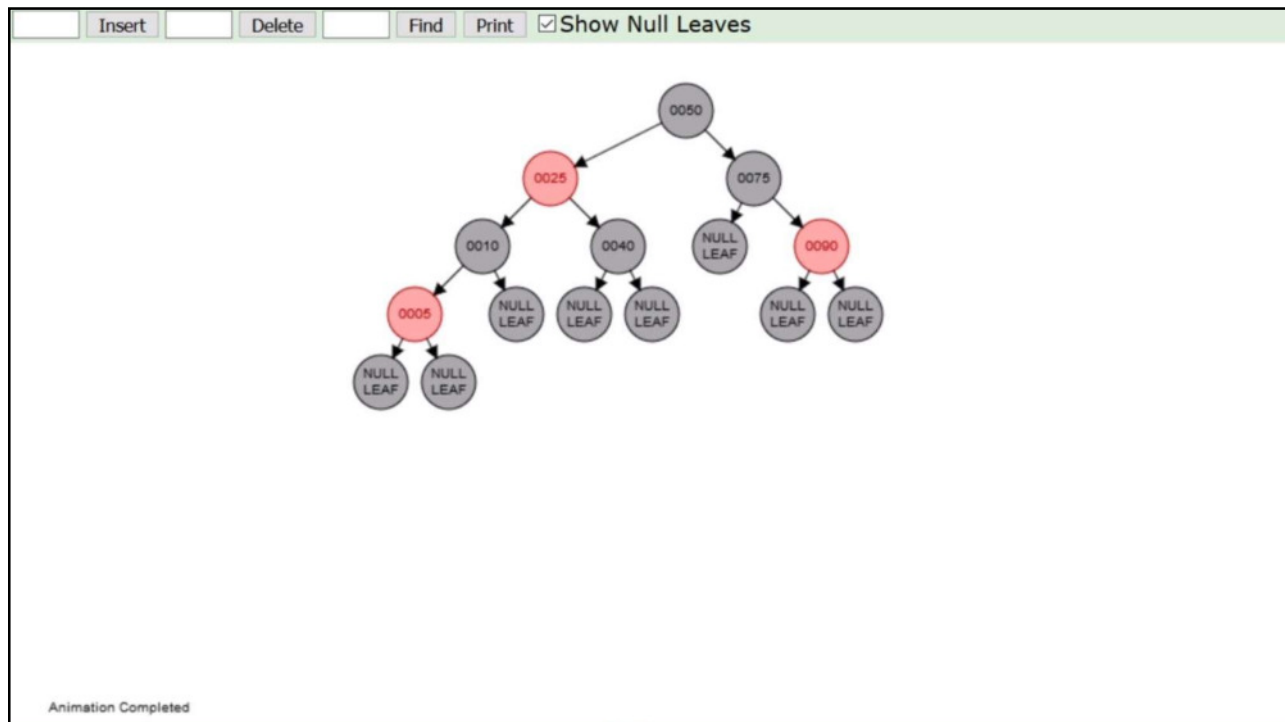 Insert Delete Find Print Show Null Leaves
0050
0025 0075
0010 0040 NULL LEAF 0090
0005 NULL LEAF NULL LEAF NULL LEAF NULL LEAF NULL LEAF
NULL LEAF NULL LEAF
Animation Completed